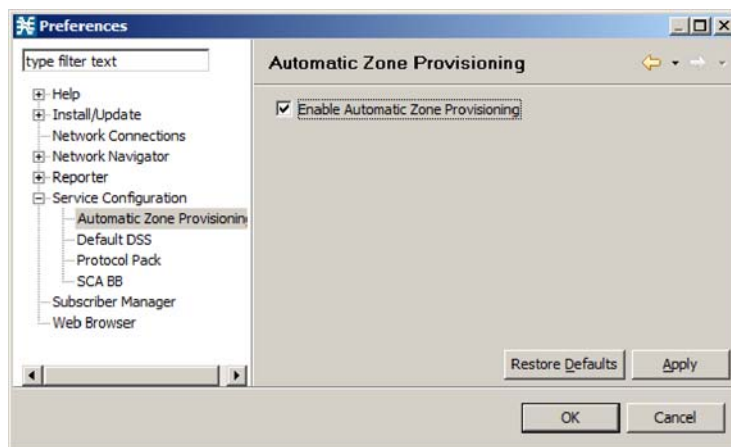 Preferences
type filter text
Help
Install/Update
Network Connections
Network Navigator
Reporter
Service Configuration
Automatic Zone Provisionin
Default DSS
Protocol Pack
SCA BB
Subscriber Manager
Web Browser
Automatic Zone Provisioning
Enable Automatic Zone Provisioning
Restore Defaults
Apply
OK
Cancel